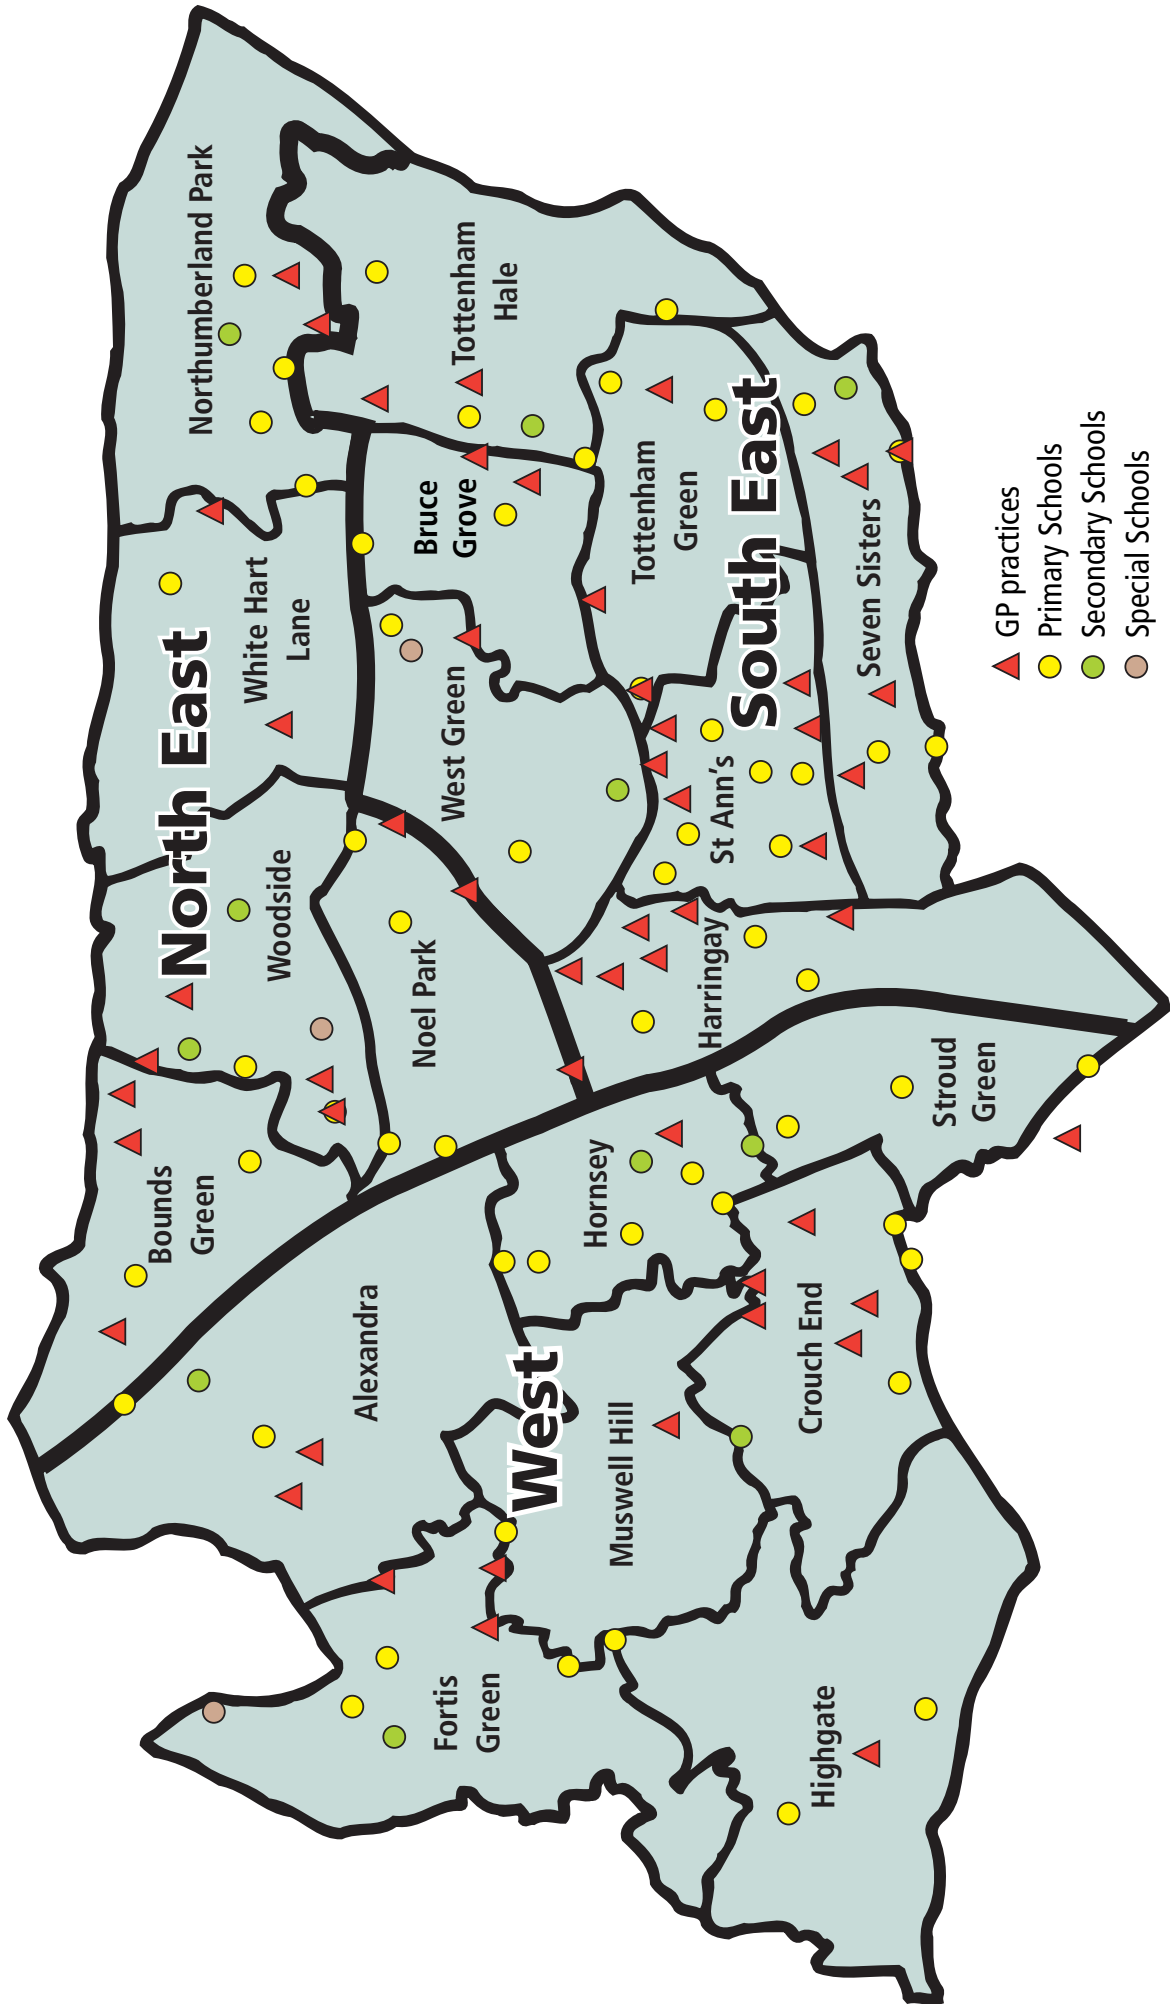 Northumberland Park
North East
White Hart
Lane
Woodside
Bounds
Green
Noel Park
Alexandra
Bruce
Grove
West Green
Tottenham
Hale
Tottenham
Green
South East
St Ann's
Seven Sisters
Harringay
Hornsey
Stroud
Green
Crouch End
West
Muswell Hill
Fortis
Green
Highgate
GP practices
Primary Schools
Secondary Schools
Special Schools